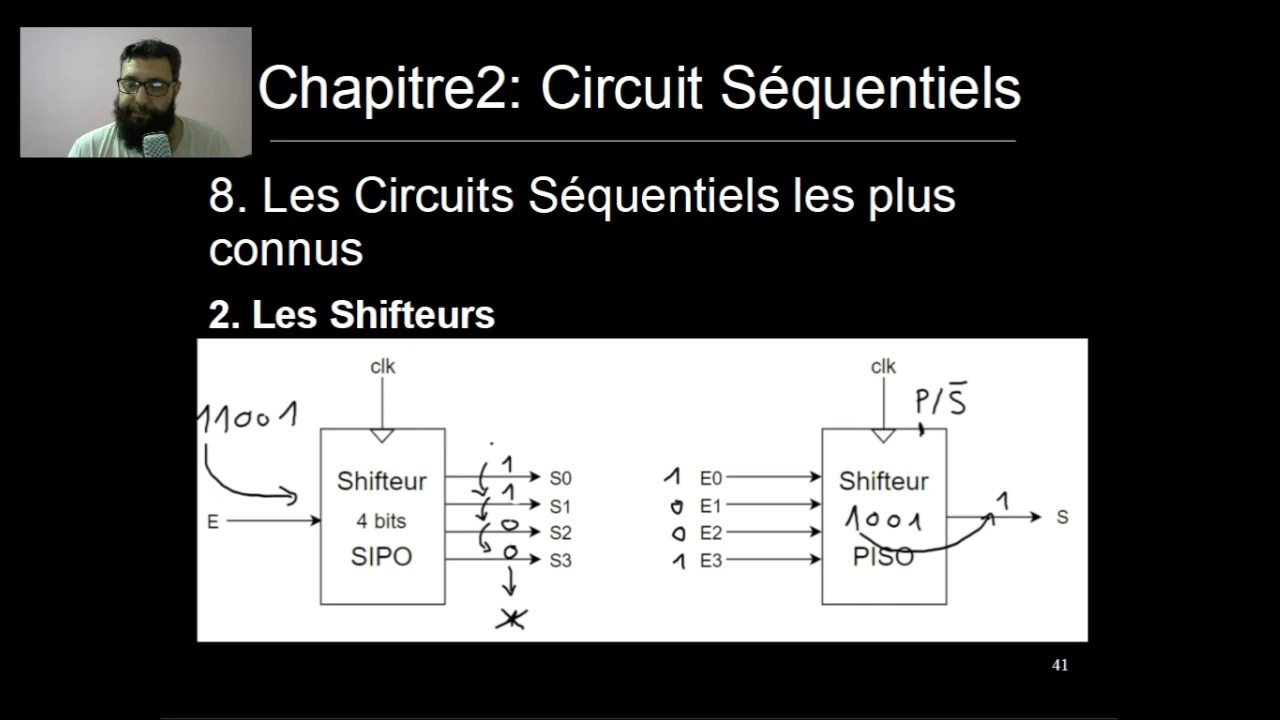 Chapitre2: Circuit Séquentiels
8. Les Circuits Séquentiels les plus
connus
2. Les Shifteurs
clk
11001
E
Shifteur
4 bits
SIPO
1 S0
1 S1
0 S2
0 S3
clk
P/S̅
1 E0
0 E1
0 E2
1 E3
Shifteur
1001
PISO
1
S
41